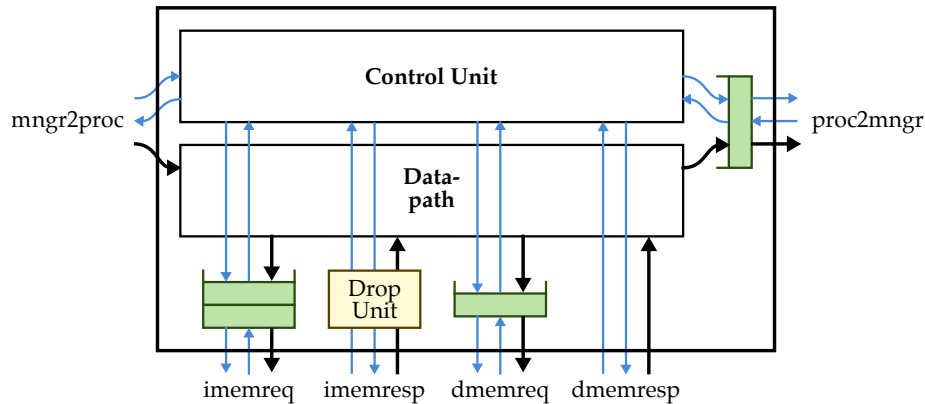 Control Unit
mngr2proc
proc2mngr
Data-
path
Drop
Unit
imemreq
imemresp
dmemreq
dmemresp